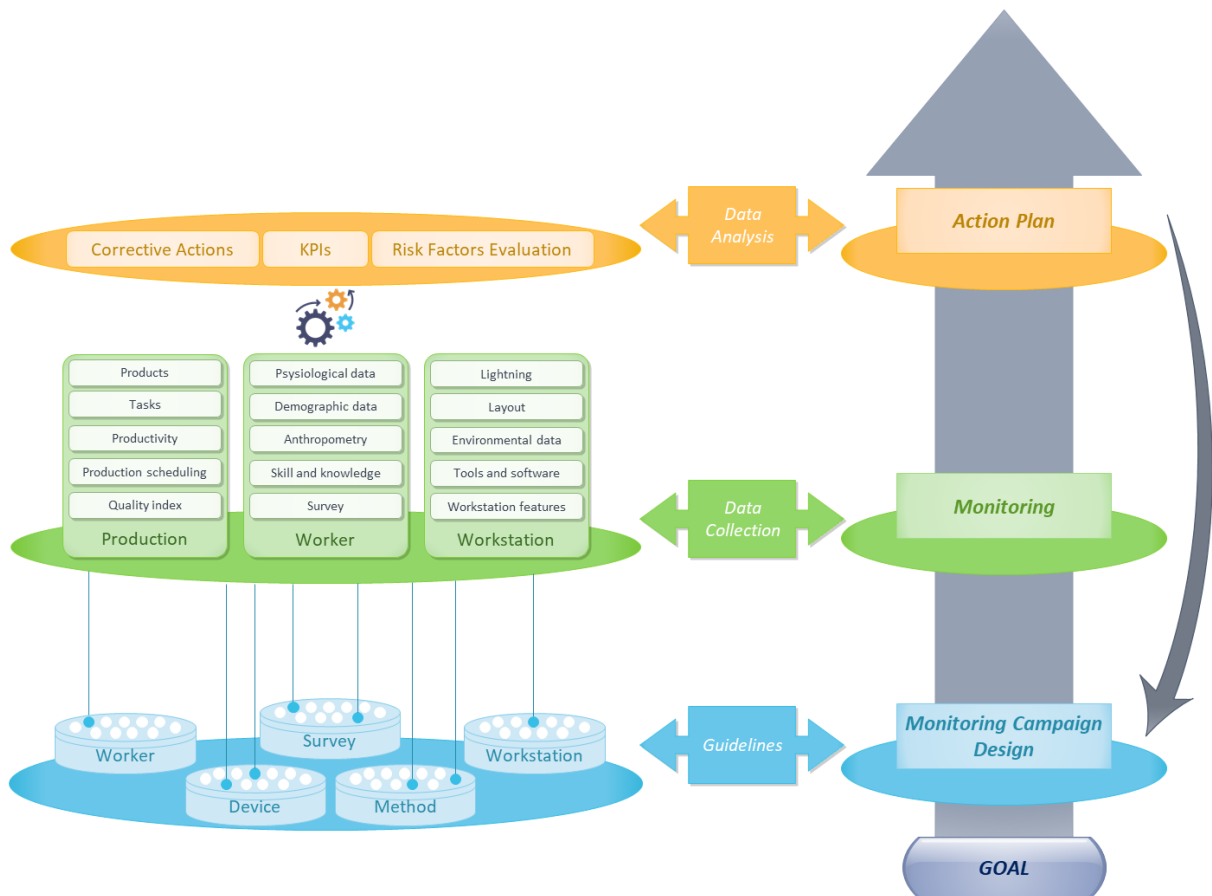 Corrective Actions
KPIs
Risk Factors Evaluation
Data
Analysis
Action Plan
Products
Tasks
Productivity
Production scheduling
Quality index
Production
Psysiological data
Demographic data
Anthropometry
Skill and knowledge
Survey
Worker
Lightning
Layout
Environmental data
Tools and software
Workstation features
Workstation
Data
Collection
Monitoring
Worker
Survey
Workstation
Device
Method
Guidelines
Monitoring Campaign
Design
GOAL